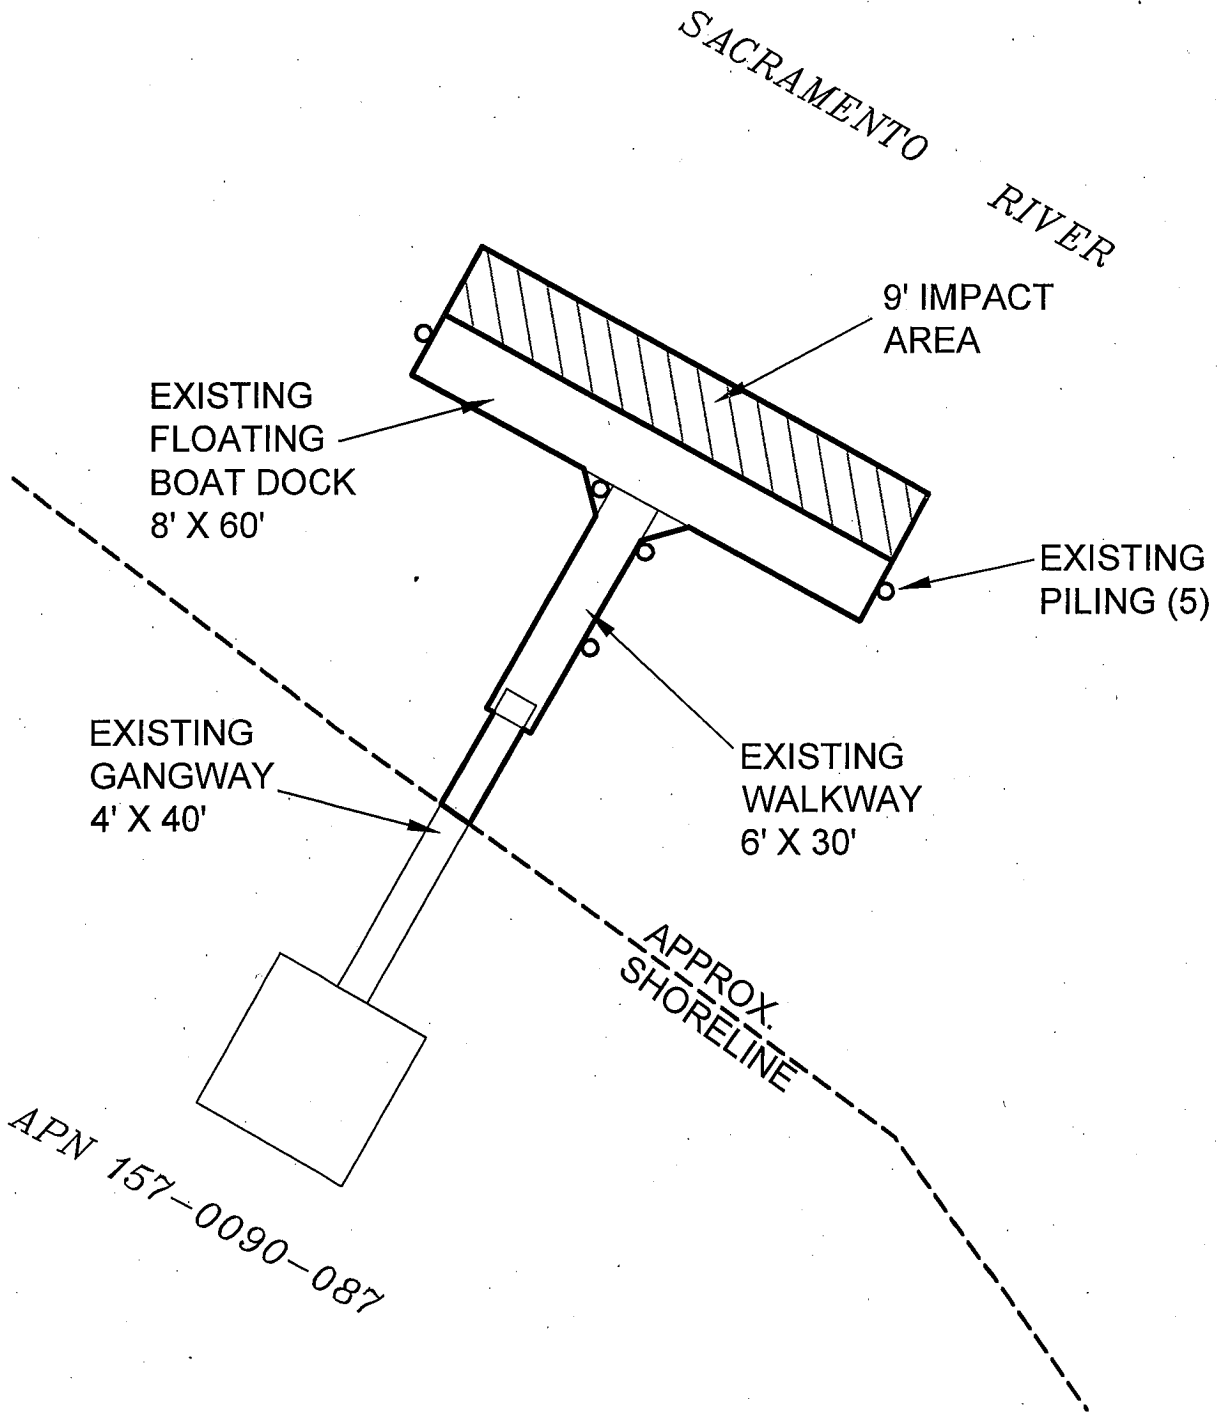 SACRAMENTO RIVER
9' IMPACT
AREA
EXISTING
FLOATING
BOAT DOCK
8' X 60'
EXISTING
PILING (5)
EXISTING
GANGWAY
4' X 40'
EXISTING
WALKWAY
6' X 30'
APPROX.
SHORELINE
APN 157-0090-087